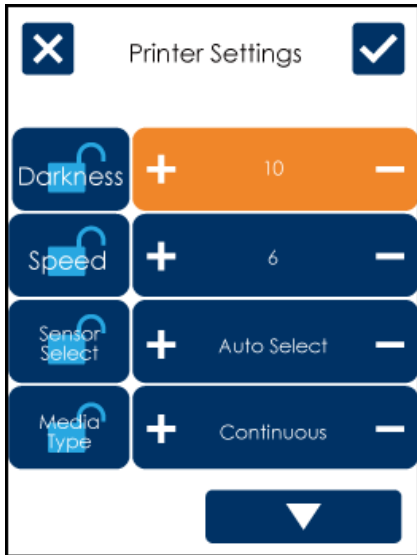 Printer Settings
Darkness
10
Speed
6
Sensor
Select
Auto Select
Media
Type
Continuous